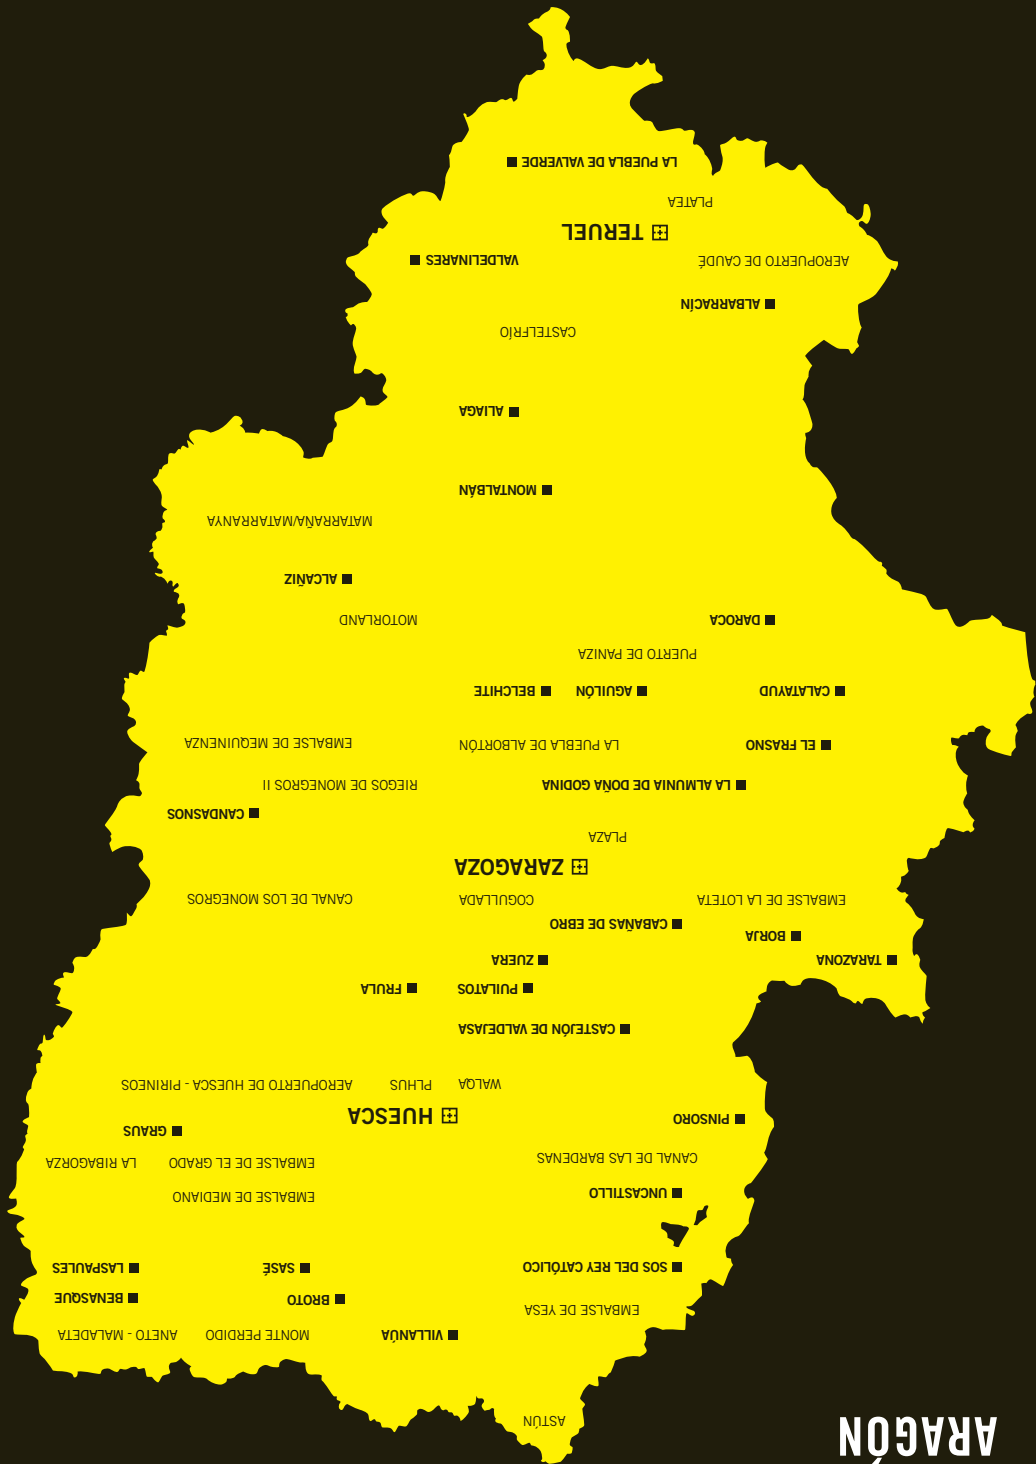 ARAGÓN
ASTÚN
VILLANÚA
MONTE PERDIDO
ANETO - MALADETA
EMBALSE DE YESA
BROTO
BENASQUE
SOS DEL REY CATÓLICO
SASÉ
LASPAULES
UNCASTILLO
EMBALSE DE MEDIANO
CANAL DE LAS BARDENAS
EMBALSE DE EL GRADO
LA RIBAGORZA
PINSORO
HUESCA
GRAUS
WALQA
PLHUS
AEROPUERTO DE HUESCA - PIRINEOS
CASTEJÓN DE VALDEJASA
PUILATOS
FRULA
TARAZONA
ZUERA
BORJA
CABAÑAS DE EBRO
EMBALSE DE LA LOTETA
COGULLADA
CANAL DE LOS MONEGROS
ZARAGOZA
PLAZA
CANDASNOS
LA ALMUNIA DE DOÑA GODINA
RIEGOS DE MONEGROS II
EL FRASNO
LA PUEBLA DE ALBORTÓN
EMBALSE DE MEQUINENZA
CALATAYUD
AGUILÓN
BELCHITE
PUERTO DE PANIZA
DAROCA
MOTORLAND
ALCAÑIZ
MATARRAÑA/MATARRANYA
MONTALBÁN
ALIAGA
CASTELFRÍO
ALBARRACÍN
AEROPUERTO DE CAUDÉ
VALDELINARES
TERUEL
PLATEA
LA PUEBLA DE VALVERDE